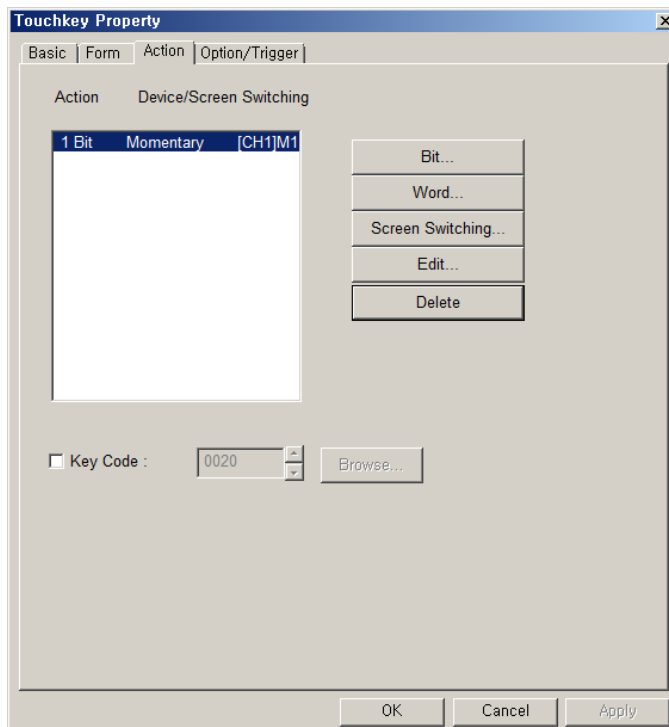 Touchkey Property
Basic Form Action Option/Trigger
Action Device/Screen Switching
1 Bit Momentary [CH1]M1
Bit...
Word...
Screen Switching...
Edit...
Delete
Key Code : 0020 Browse...
OK Cancel Apply